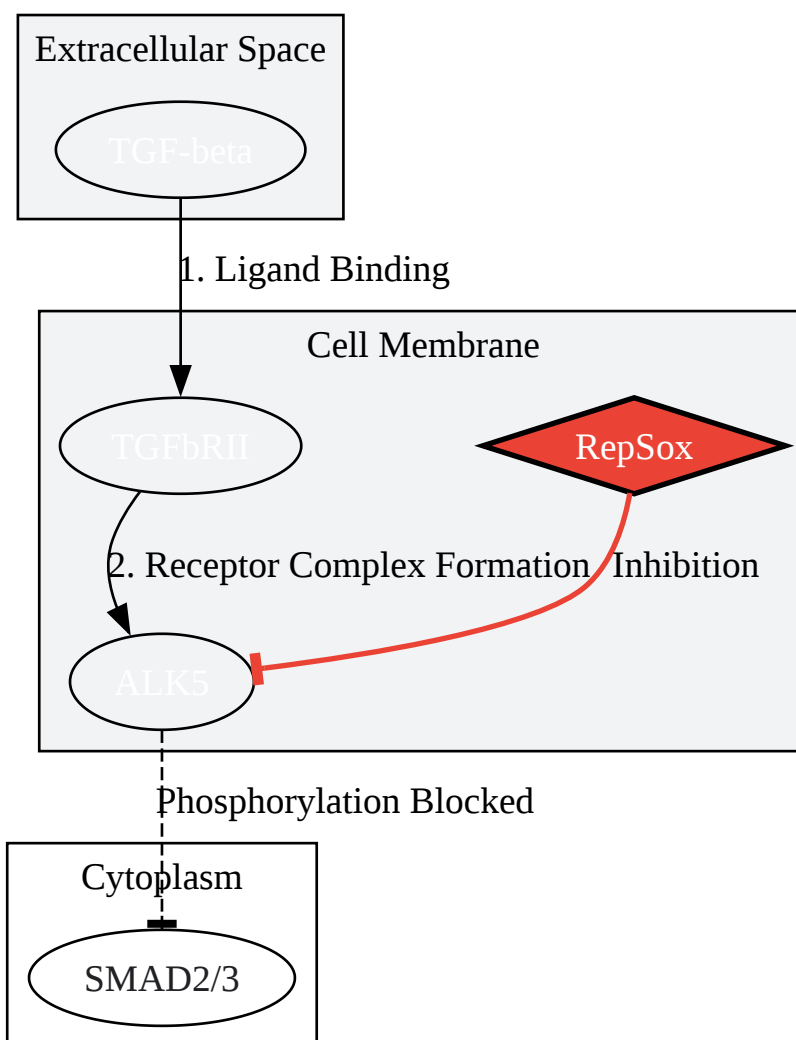 Extracellular Space
TGF-beta
1. Ligand Binding
Cell Membrane
TGFbRII
RepSox
2. Receptor Complex Formation
Inhibition
ALK5
Phosphorylation Blocked
Cytoplasm
SMAD2/3